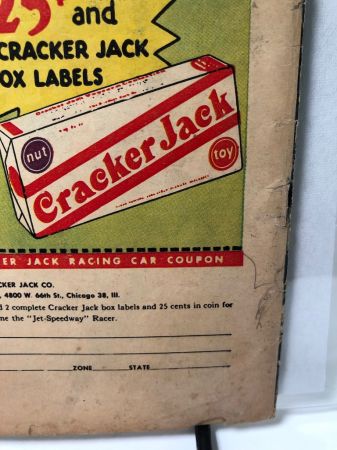 25¢ and
CRACKER JACK
OX LABELS
nut
Cracker Jack
toy
ER JACK RACING CAR COUPON
CKER JACK CO.
, 4800 W. 66th St., Chicago 38, Ill.
d 2 complete Cracker Jack box labels and 25 cents in coin for
me the "Jet-Speedway" Racer.
ZONE STATE